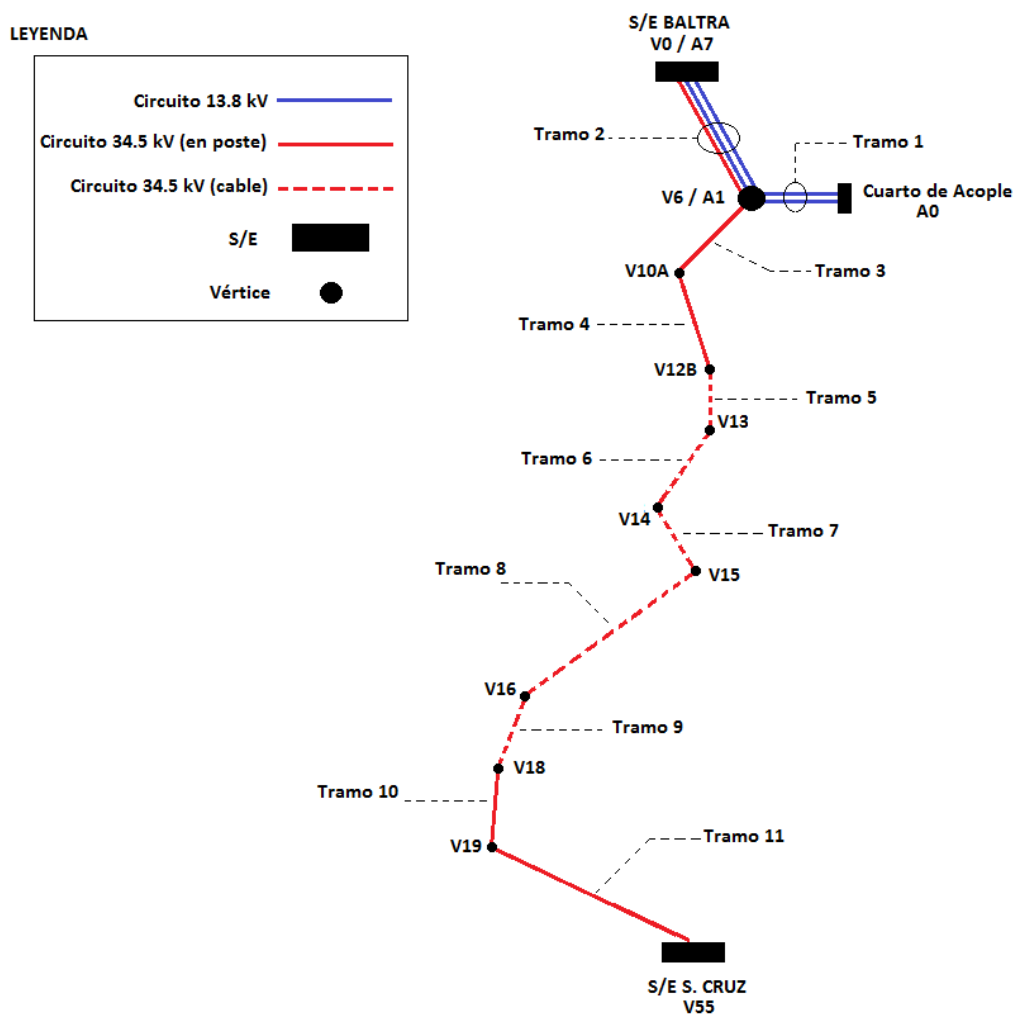 LEYENDA
Circuito 13.8 kV
Circuito 34.5 kV (en poste)
Circuito 34.5 kV (cable)
S/E
Vértice
S/E BALTRA
V0 / A7
Tramo 2
Tramo 1
V6 / A1
Cuarto de Acople
A0
V10A
Tramo 3
Tramo 4
V12B
Tramo 5
V13
Tramo 6
V14
Tramo 7
Tramo 8
V15
V16
Tramo 9
V18
Tramo 10
V19
Tramo 11
S/E S. CRUZ
V55